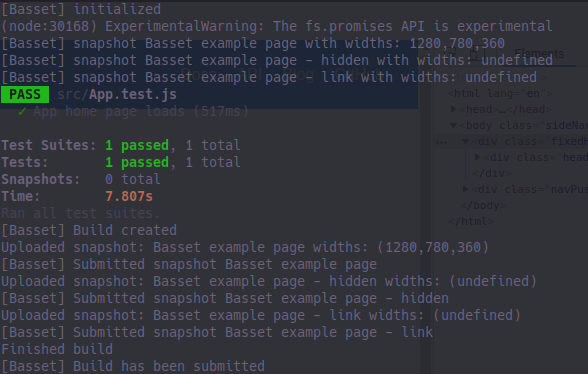 [Basset] initialized
(node:30168) ExperimentalWarning: The fs.promises API is experimental
[Basset] snapshot Basset example page with widths: 1280,780,360
[Basset] snapshot Basset example page - hidden with widths: undefined
[Basset] snapshot Basset example page - link with widths: undefined
PASS src/App.test.js
✓ App home page loads (517ms)
Test Suites: 1 passed, 1 total
Tests: 1 passed, 1 total
Snapshots: 0 total
Time: 7.807s
Ran all test suites.
[Basset] Build created
Uploaded snapshot: Basset example page widths: (1280,780,360)
[Basset] Submitted snapshot Basset example page
Uploaded snapshot: Basset example page - hidden widths: (undefined)
[Basset] Submitted snapshot Basset example page - hidden
Uploaded snapshot: Basset example page - link widths: (undefined)
[Basset] Submitted snapshot Basset example page - link
Finished build
[Basset] Build has been submitted
Elements
<html lang="en">
<head>…</head>
<body class="sideNav
<div class="fixedH
<div class="head
</div>
<div class="navPus
</body>
</html>